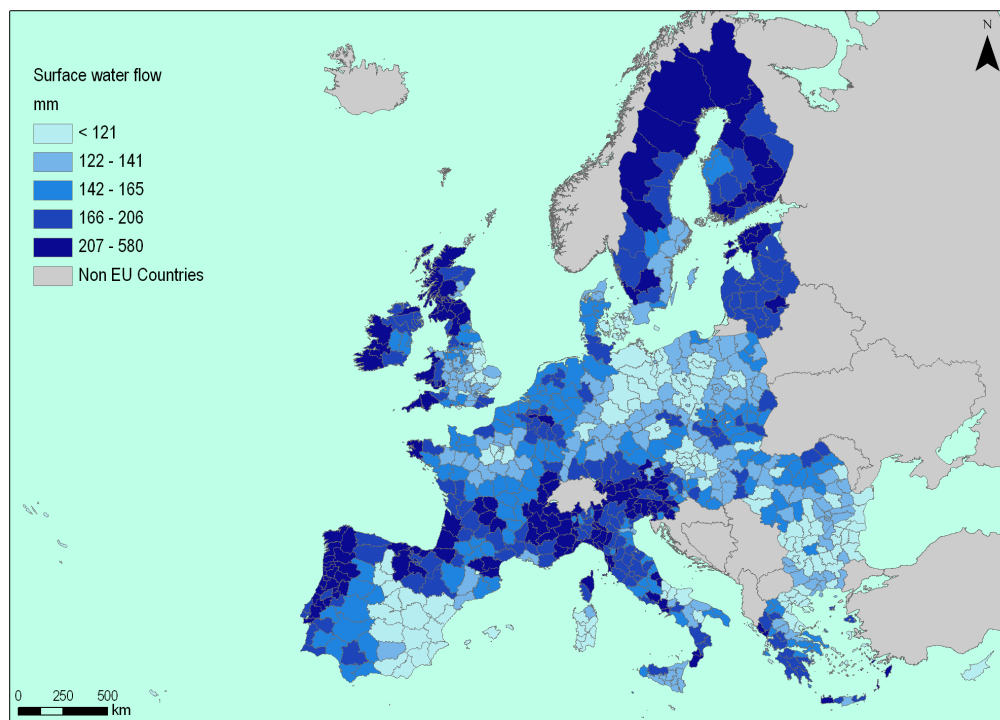 N
Surface water flow
mm
< 121
122 - 141
142 - 165
166 - 206
207 - 580
Non EU Countries
0 250 500
km